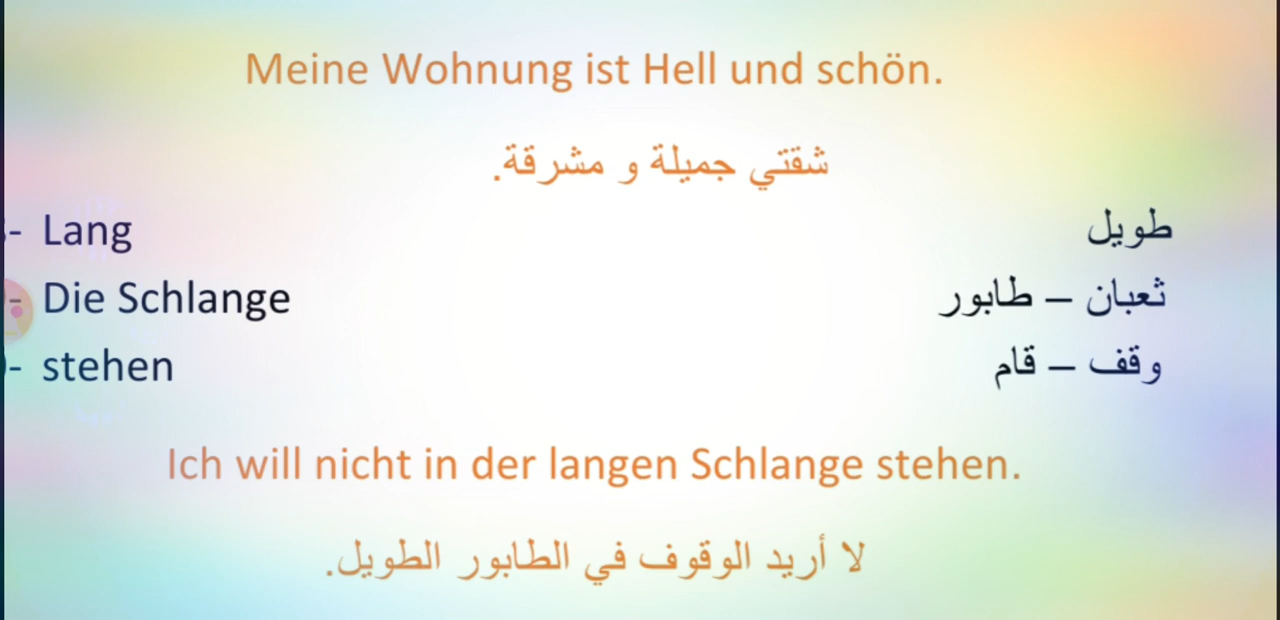 Meine Wohnung ist Hell und schön.
شقتي جميلة و مشرقة.
- Lang طويل
- Die Schlange ثعبان – طابور
- stehen وقف – قام
Ich will nicht in der langen Schlange stehen.
لا أريد الوقوف في الطابور الطويل.